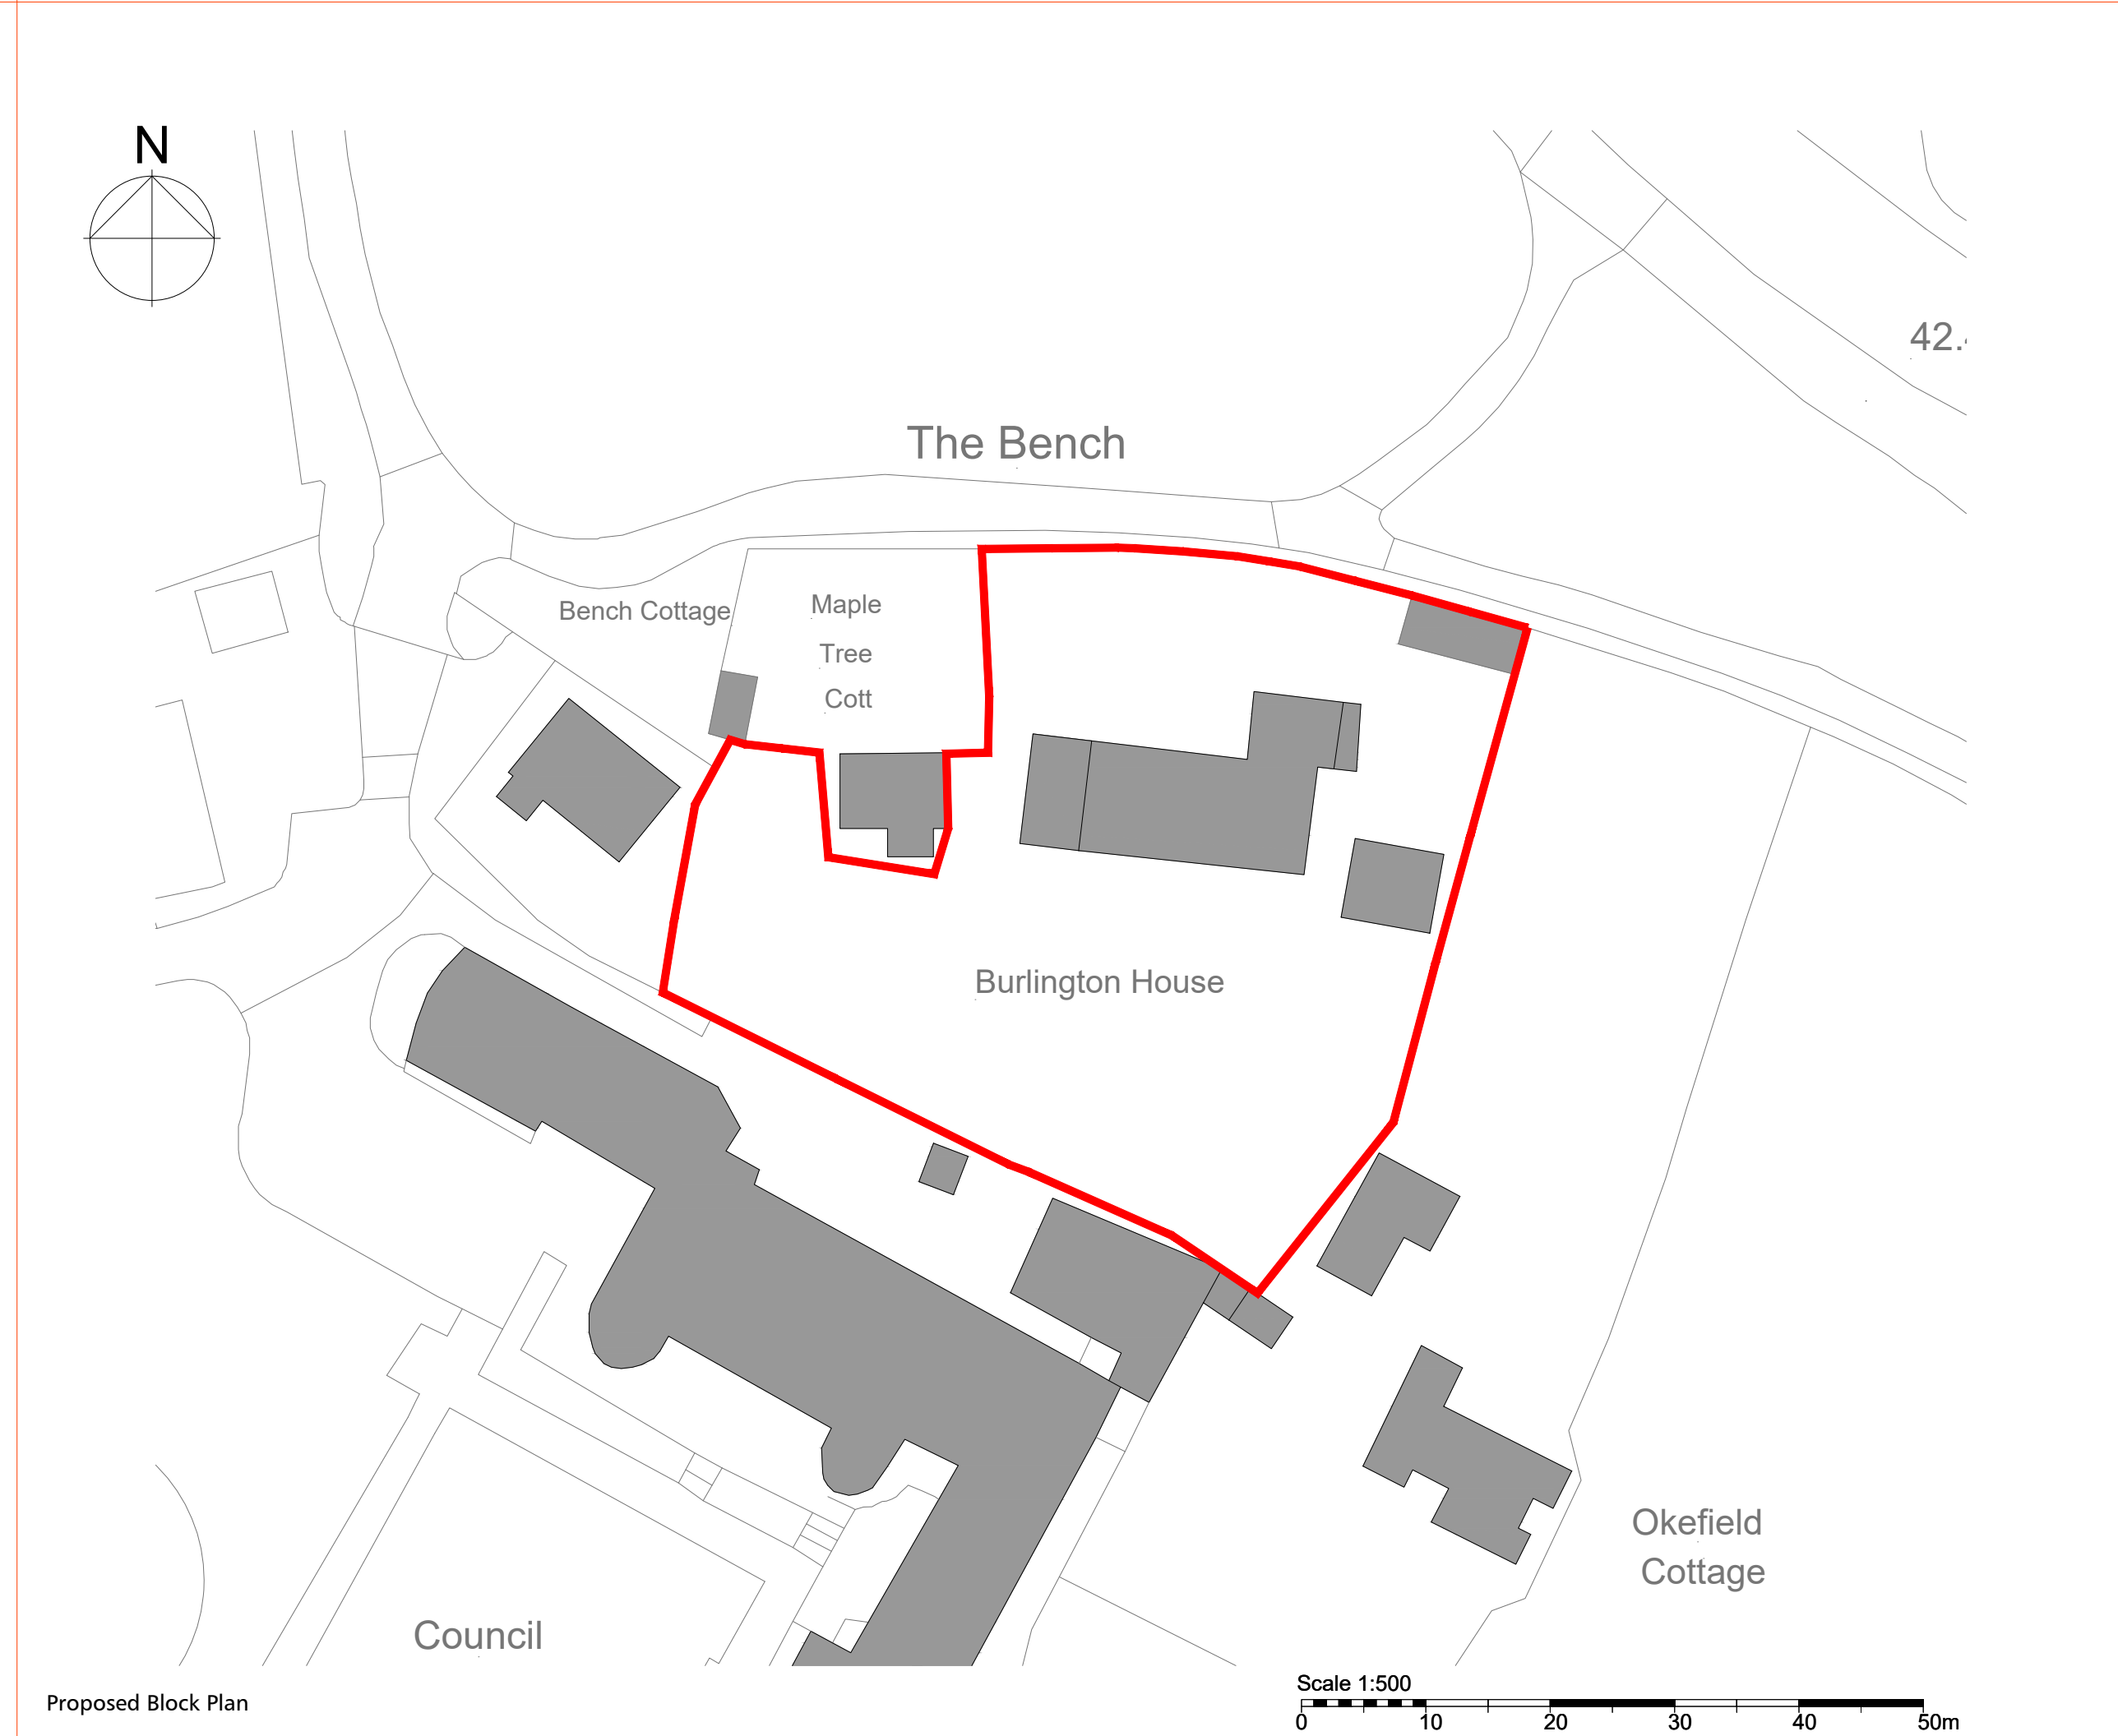 N
42.
The Bench
Bench Cottage
Maple
Tree
Cott
Burlington House
Okefield
Cottage
Council
Proposed Block Plan
Scale 1:500
0 10 20 30 40 50m